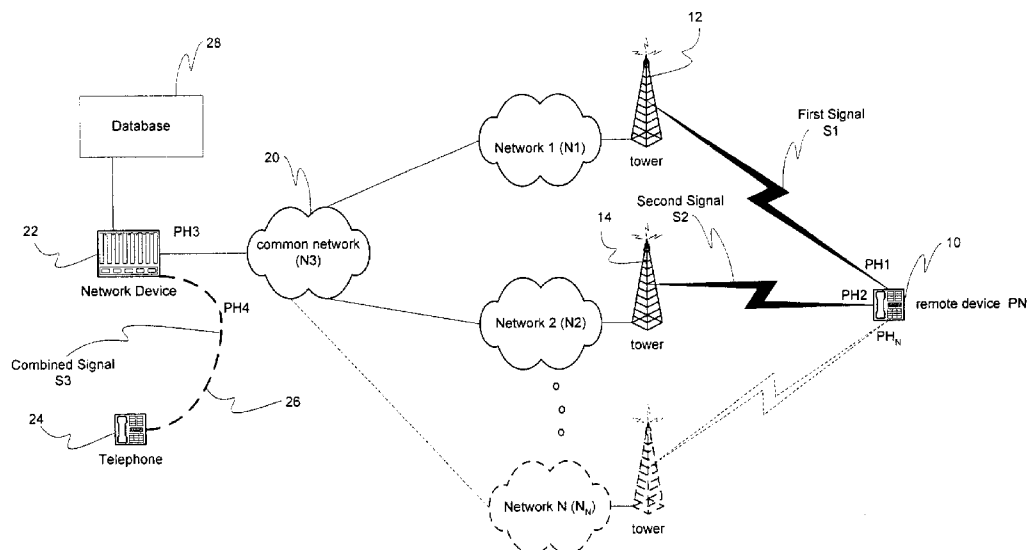 28
Database
12
First Signal
S1
Network 1 (N1)
tower
20
Second Signal
S2
14
22
PH3
common network
(N3)
PH1
10
PH2
remote device PN
Network Device
PH4
Network 2 (N2)
tower
PHN
Combined Signal
S3
24
26
Telephone
Network N (NN)
tower